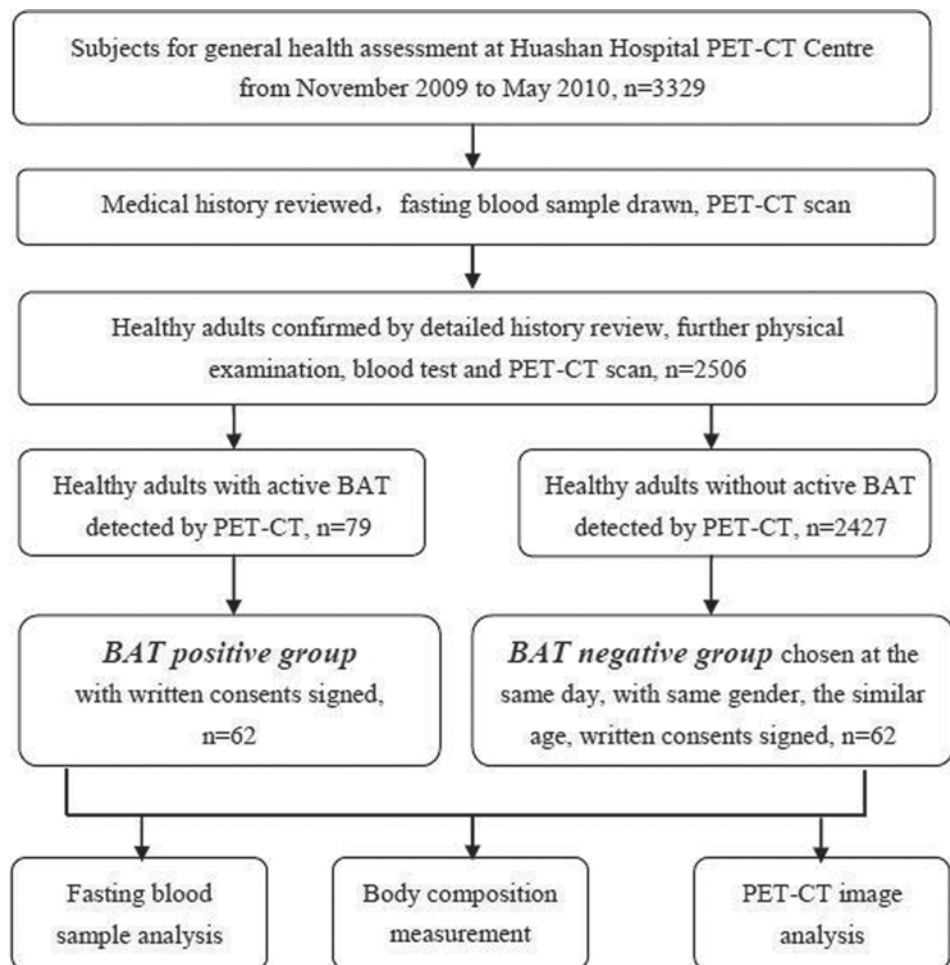 Subjects for general health assessment at Huashan Hospital PET-CT Centre
from November 2009 to May 2010, n=3329
Medical history reviewed，fasting blood sample drawn, PET-CT scan
Healthy adults confirmed by detailed history review, further physical
examination, blood test and PET-CT scan, n=2506
Healthy adults with active BAT
detected by PET-CT, n=79
Healthy adults without active BAT
detected by PET-CT, n=2427
BAT positive group
with written consents signed,
n=62
BAT negative group chosen at the
same day, with same gender, the similar
age, written consents signed, n=62
Fasting blood
sample analysis
Body composition
measurement
PET-CT image
analysis